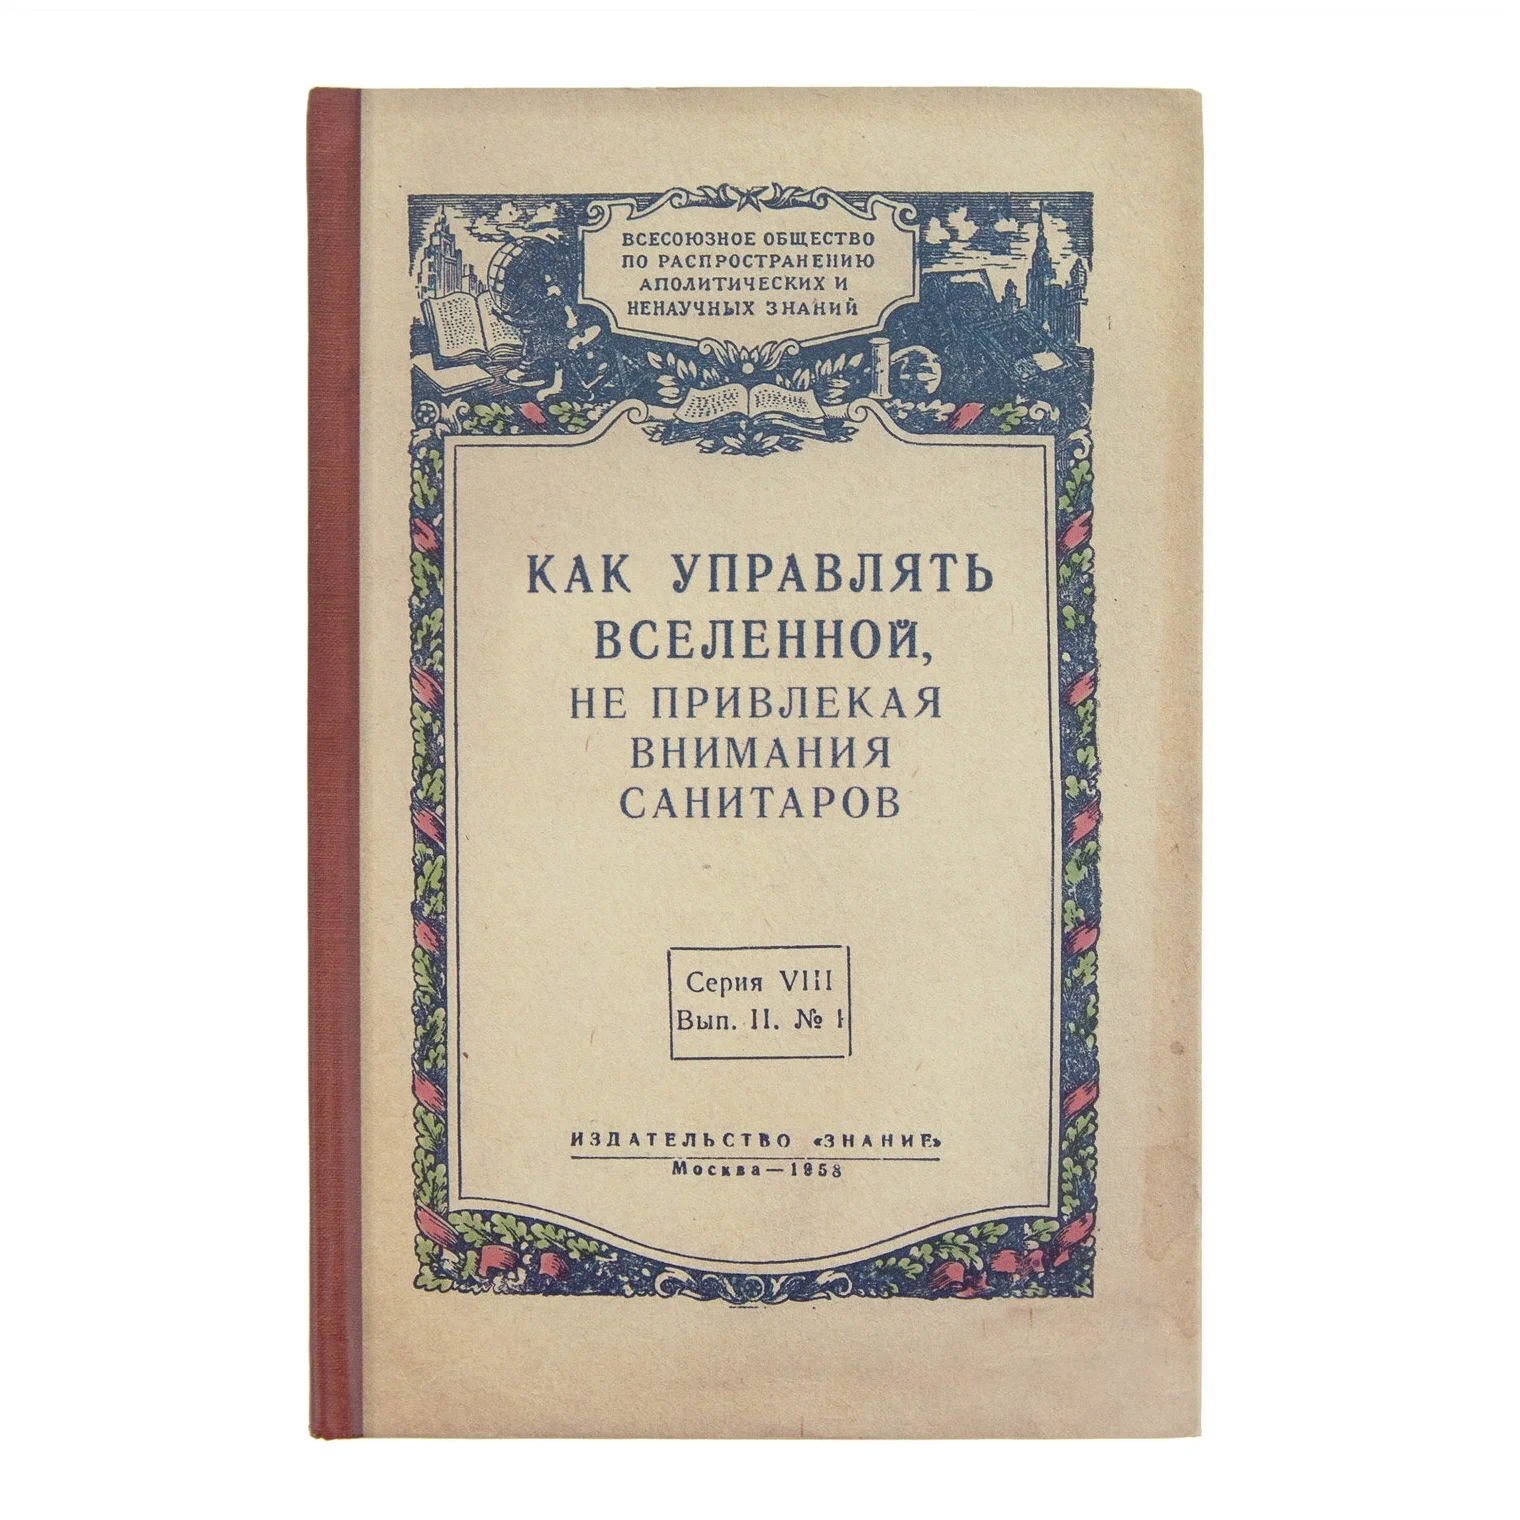 ВСЕСОЮЗНОЕ ОБЩЕСТВО
ПО РАСПРОСТРАНЕНИЮ
АПОЛИТИЧЕСКИХ И
НЕНАУЧНЫХ ЗНАНИЙ
КАК УПРАВЛЯТЬ
ВСЕЛЕННОЙ,
НЕ ПРИВЛЕКАЯ
ВНИМАНИЯ
САНИТАРОВ
Серия VIII
Вып. II. № 1
ИЗДАТЕЛЬСТВО «ЗНАНИЕ»
Москва—1958